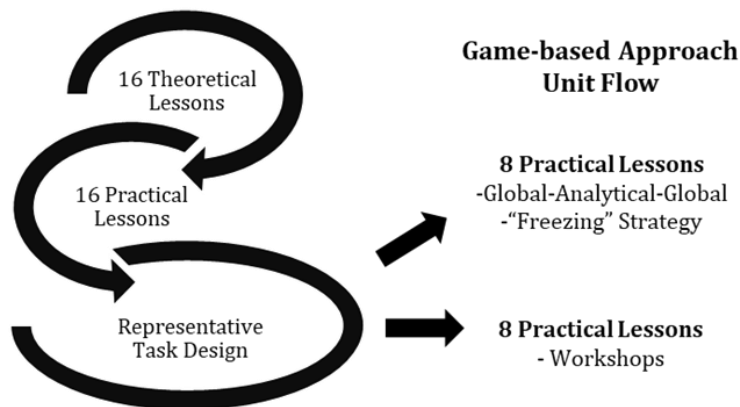 16 Theoretical
Lessons
16 Practical
Lessons
Representative
Task Design
Game-based Approach
Unit Flow
8 Practical Lessons
-Global-Analytical-Global
-“Freezing” Strategy
8 Practical Lessons
- Workshops